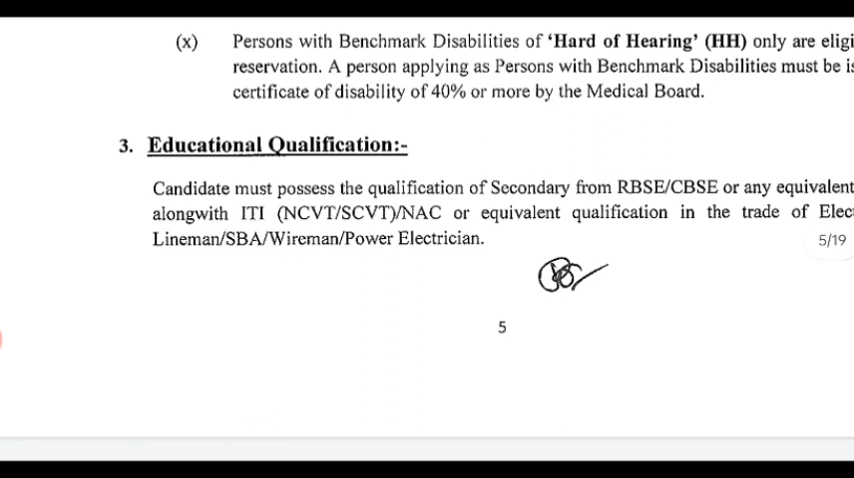 (x) Persons with Benchmark Disabilities of ‘Hard of Hearing’ (HH) only are
reservation. A person applying as Persons with Benchmark Disabilities must be
certificate of disability of 40% or more by the Medical Board.
3. Educational Qualification:-
Candidate must possess the qualification of Secondary from RBSE/CBSE or any equivalent
alongwith ITI (NCVT/SCVT)/NAC or equivalent qualification in the trade of
Lineman/SBA/Wireman/Power Electrician.
5/19
5